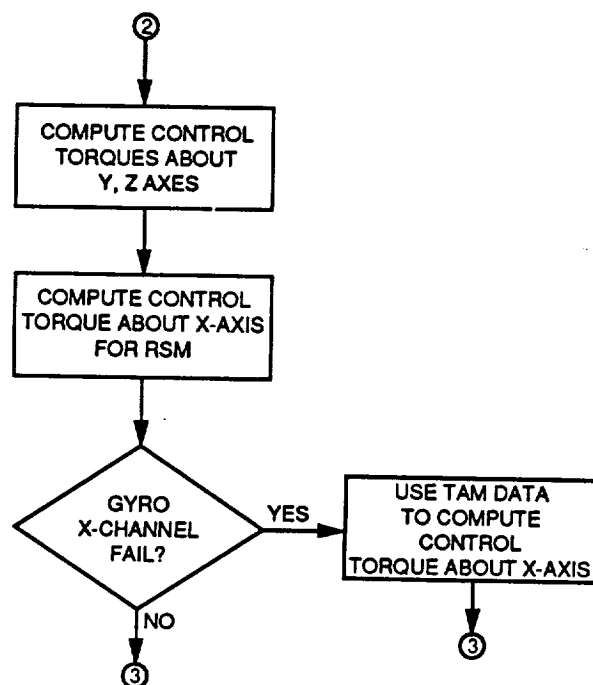 2
COMPUTE CONTROL
TORQUES ABOUT
Y, Z AXES
COMPUTE CONTROL
TORQUE ABOUT X-AXIS
FOR RSM
GYRO
X-CHANNEL
FAIL?
YES
USE TAM DATA
TO COMPUTE
CONTROL
TORQUE ABOUT X-AXIS
NO
3
3